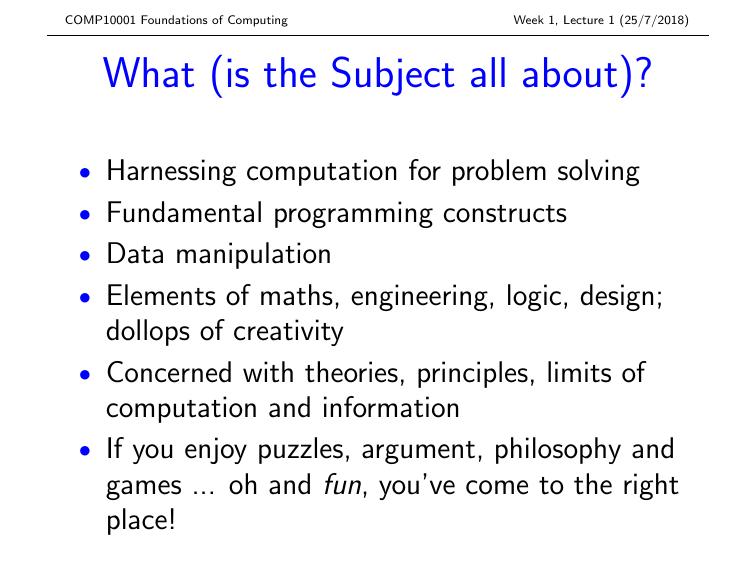 COMP10001 Foundations of Computing Week 1, Lecture 1 (25/7/2018)
What (is the Subject all about)?
• Harnessing computation for problem solving
• Fundamental programming constructs
• Data manipulation
• Elements of maths, engineering, logic, design;
dollops of creativity
• Concerned with theories, principles, limits of
computation and information
• If you enjoy puzzles, argument, philosophy and
games ... oh and fun, you've come to the right
place!